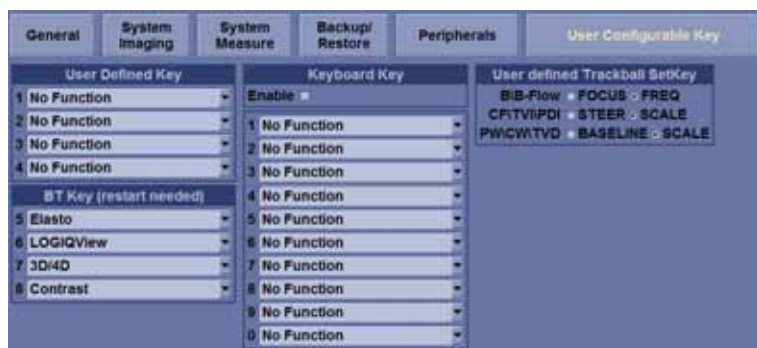 General
System Imaging
System Measure
Backup/ Restore
Peripherals
User Configurable Key
User Defined Key
1 No Function
2 No Function
3 No Function
4 No Function
BT Key (restart needed)
5 Elasto
6 LOGIQView
7 3D/4D
8 Contrast
Keyboard Key
Enable
1 No Function
2 No Function
3 No Function
4 No Function
5 No Function
6 No Function
7 No Function
8 No Function
9 No Function
0 No Function
User defined Trackball SetKey
B\B-Flow FOCUS FREQ
CF\TVI\PDI STEER SCALE
PW\CW\TVD BASELINE SCALE